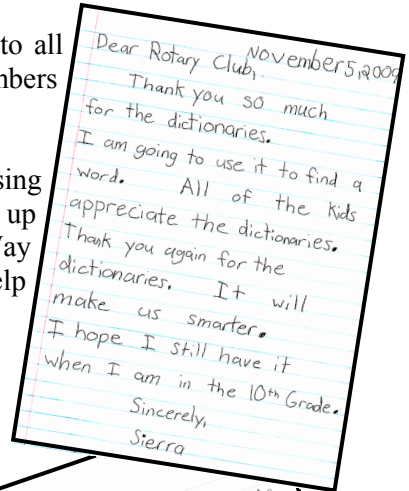 to all
mbers
sing
up
Way
elp
November 5, 2009
Dear Rotary Club,
Thank you so much
for the dictionaries.
I am going to use it to find a
word. All of the kids
appreciate the dictionaries.
Thank you again for the
dictionaries. It will
make us smarter.
I hope I still have it
when I am in the 10th Grade.
Sincerely,
Sierra